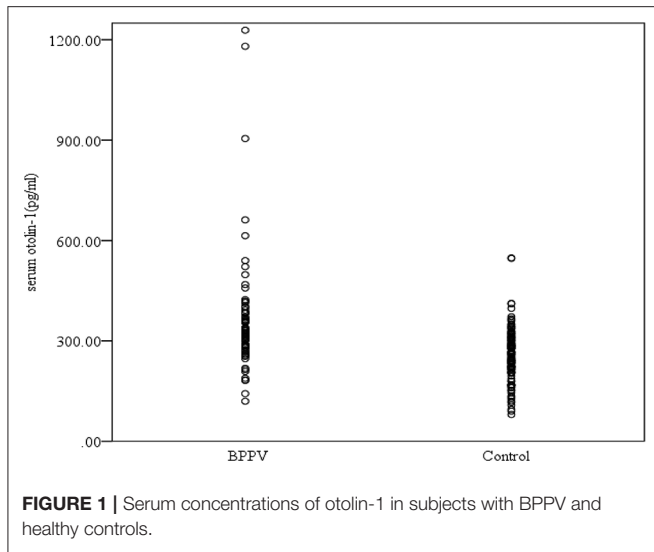 1200.00
900.00
600.00
300.00
.00
serum otolin-1(pg/ml)
BPPV Control
FIGURE 1 | Serum concentrations of otolin-1 in subjects with BPPV and
healthy controls.